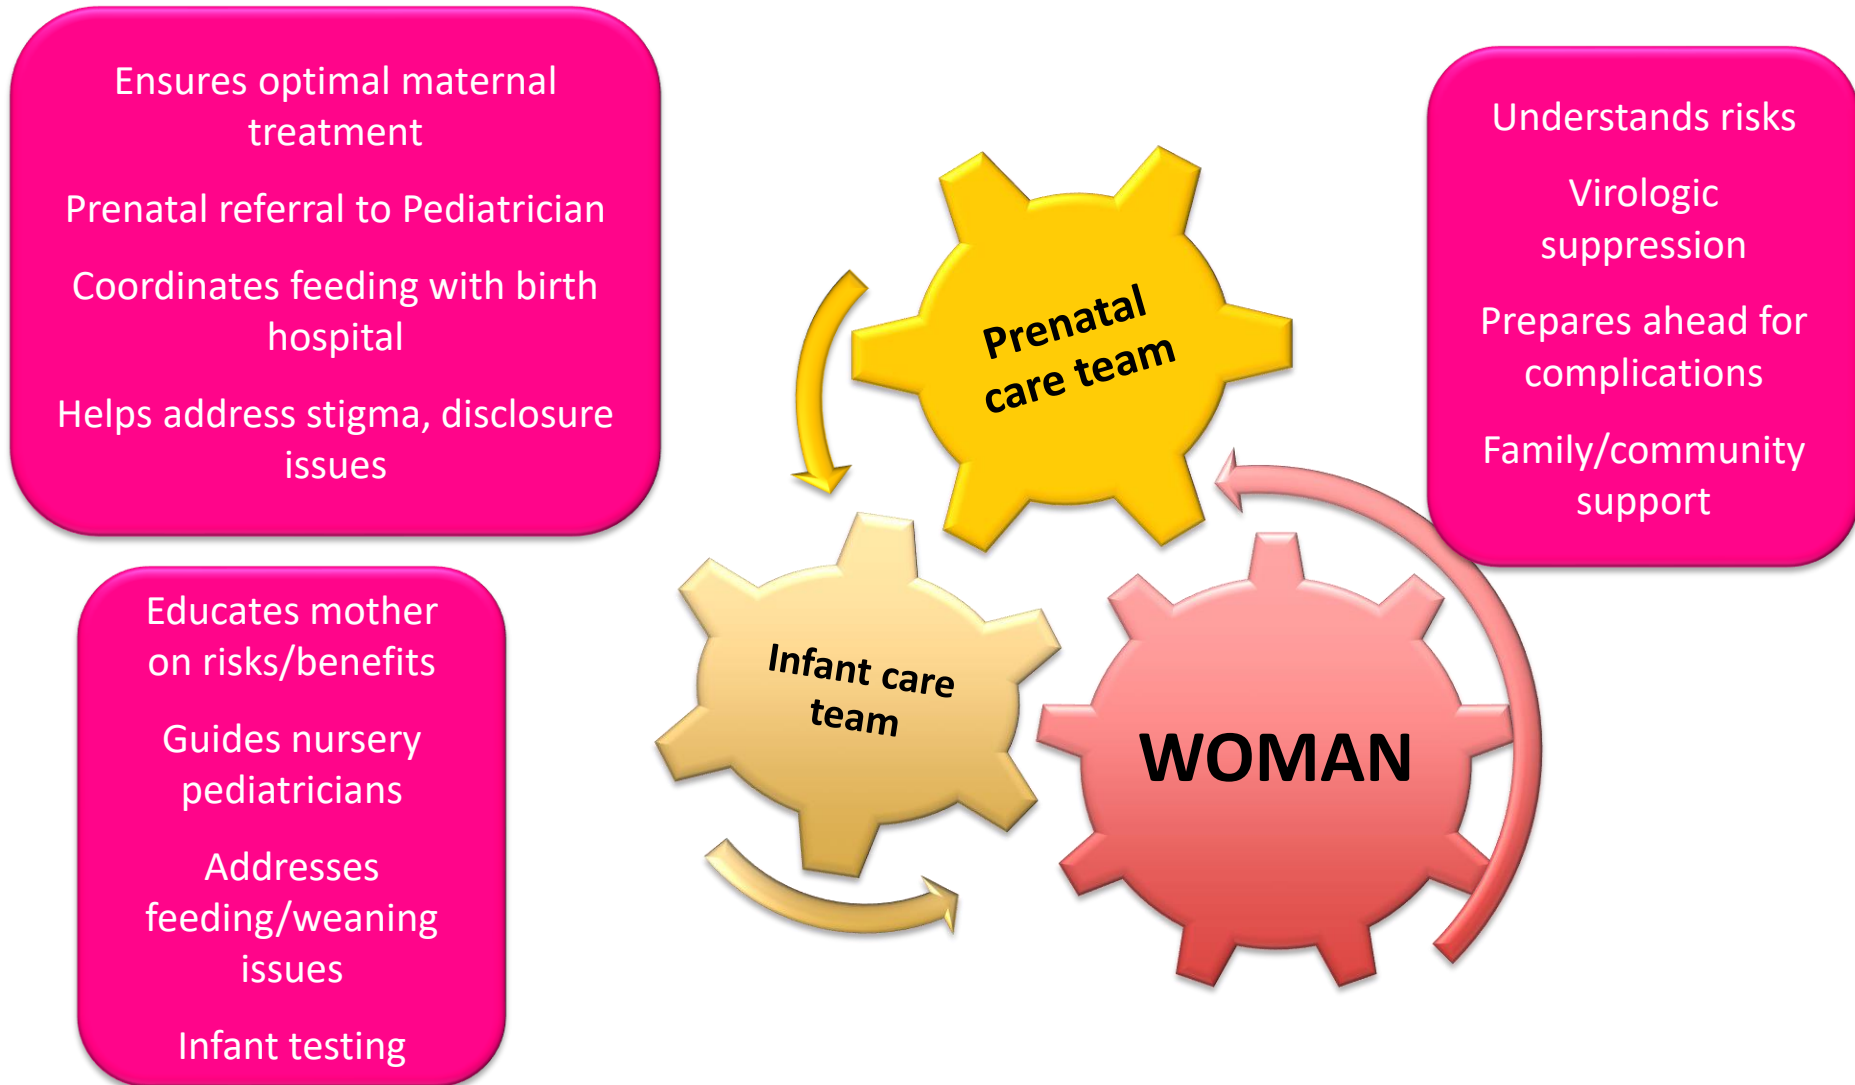 Ensures optimal maternal
treatment
Prenatal referral to Pediatrician
Coordinates feeding with birth
hospital
Helps address stigma, disclosure
issues
Understands risks
Virologic
suppression
Prepares ahead for
complications
Family/community
support
Prenatal
care team
Infant care
team
WOMAN
Educates mother
on risks/benefits
Guides nursery
pediatricians
Addresses
feeding/weaning
issues
Infant testing